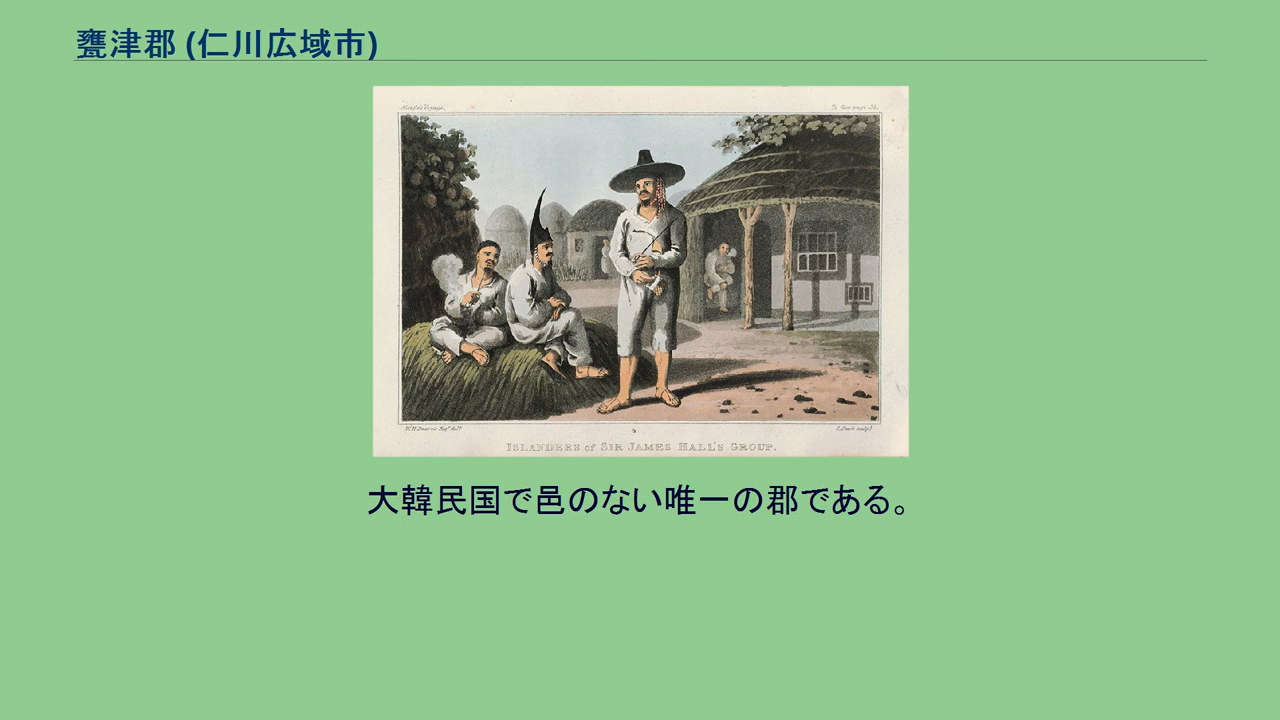 甕津郡 (仁川広域市)
ISLANDERS of SIR JAMES HALL'S GROUP.
大韓民国で邑のない唯一の郡である。